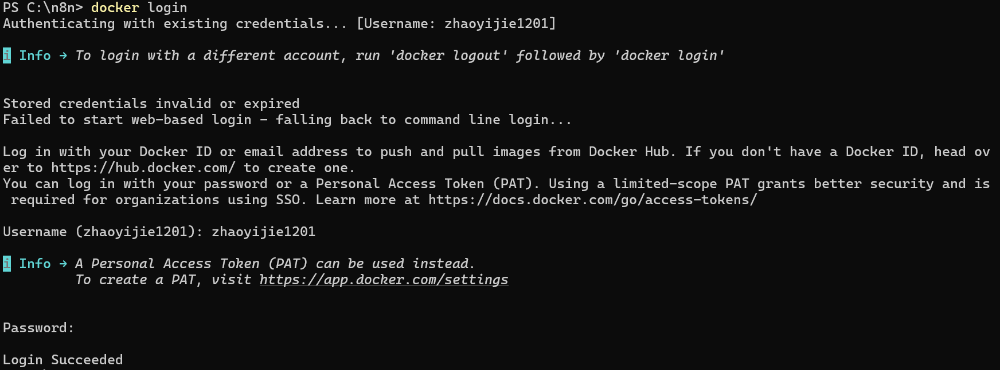 PS C:\n8n> docker login
Authenticating with existing credentials... [Username: zhaoyijie1201]
i Info → To login with a different account, run 'docker logout' followed by 'docker login'
Stored credentials invalid or expired
Failed to start web-based login - falling back to command line login...
Log in with your Docker ID or email address to push and pull images from Docker Hub. If you don't have a Docker ID, head ov
er to https://hub.docker.com/ to create one.
You can log in with your password or a Personal Access Token (PAT). Using a limited-scope PAT grants better security and is
 required for organizations using SSO. Learn more at https://docs.docker.com/go/access-tokens/
Username (zhaoyijie1201): zhaoyijie1201
i Info → A Personal Access Token (PAT) can be used instead.
To create a PAT, visit https://app.docker.com/settings
Password:
Login Succeeded